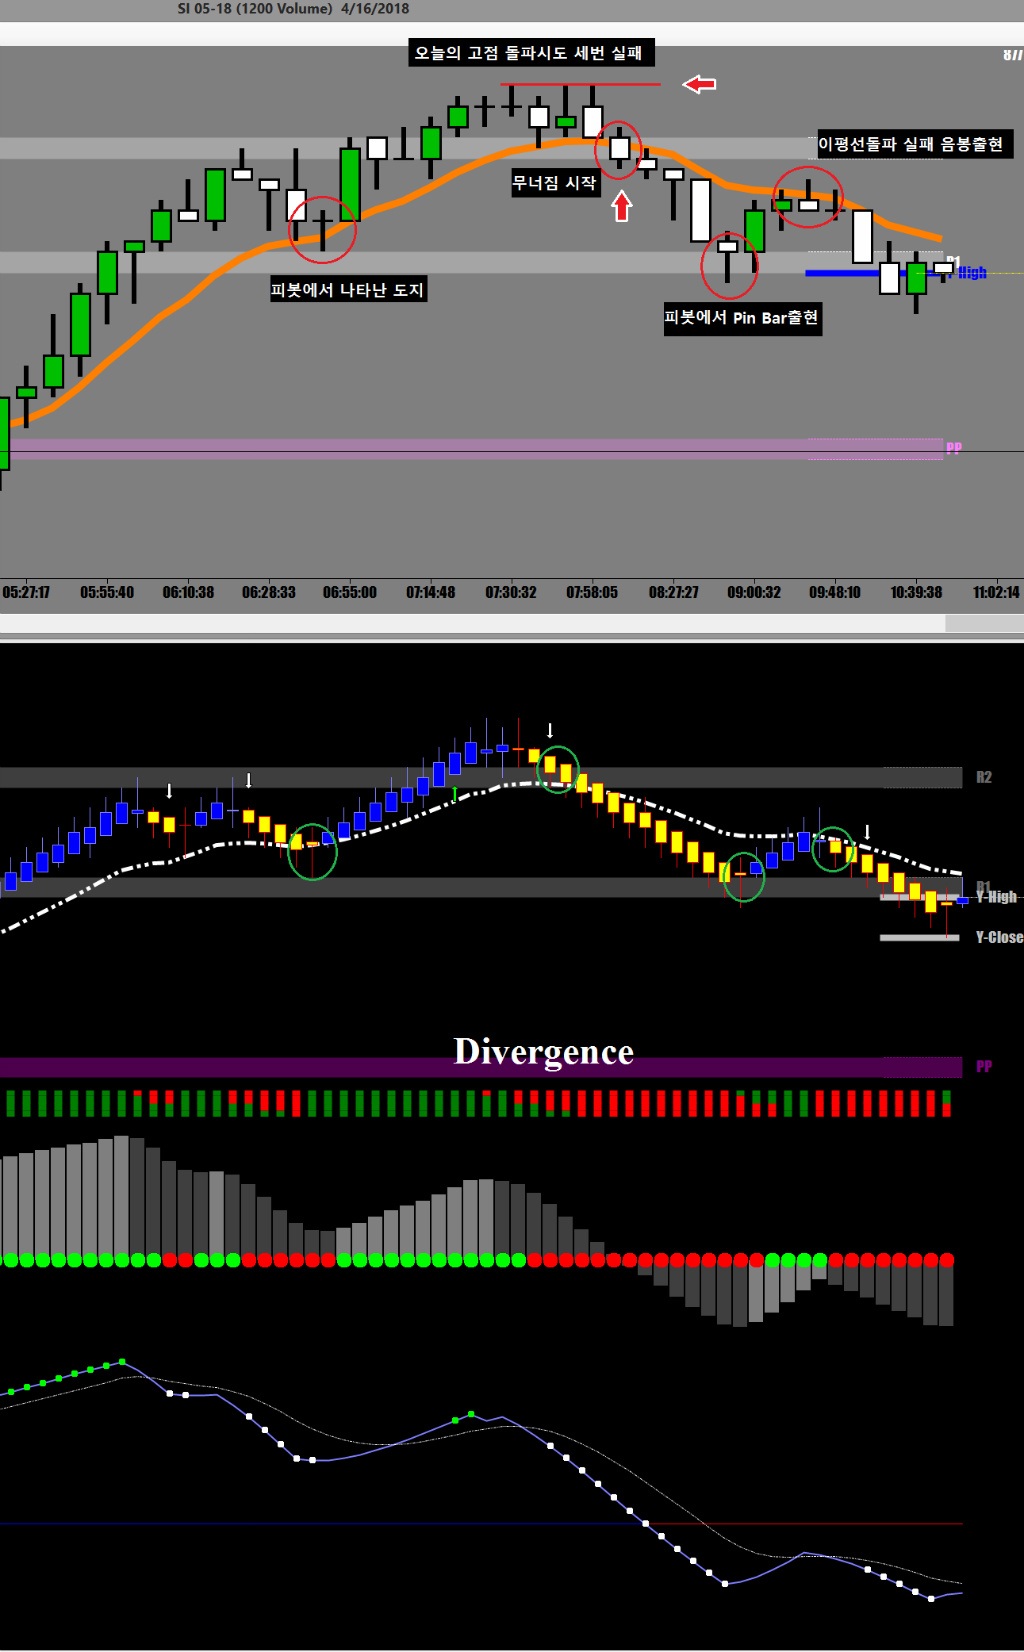 SI 05-18 (1200 Volume)  4/16/2018
오늘의 고점 돌파시도 세번 실패
이평선돌파 실패 음봉출현
무너짐 시작
R1
Y-High
피봇에서 나타난 도지
피봇에서 Pin Bar출현
PP
05:27:17 05:55:40 06:10:38 06:28:33 06:55:00 07:14:48 07:30:32 07:58:05 08:27:27 09:00:32 09:48:10 10:39:38 11:02:14
R2
R1
Y-High
Y-Close
Divergence
PP